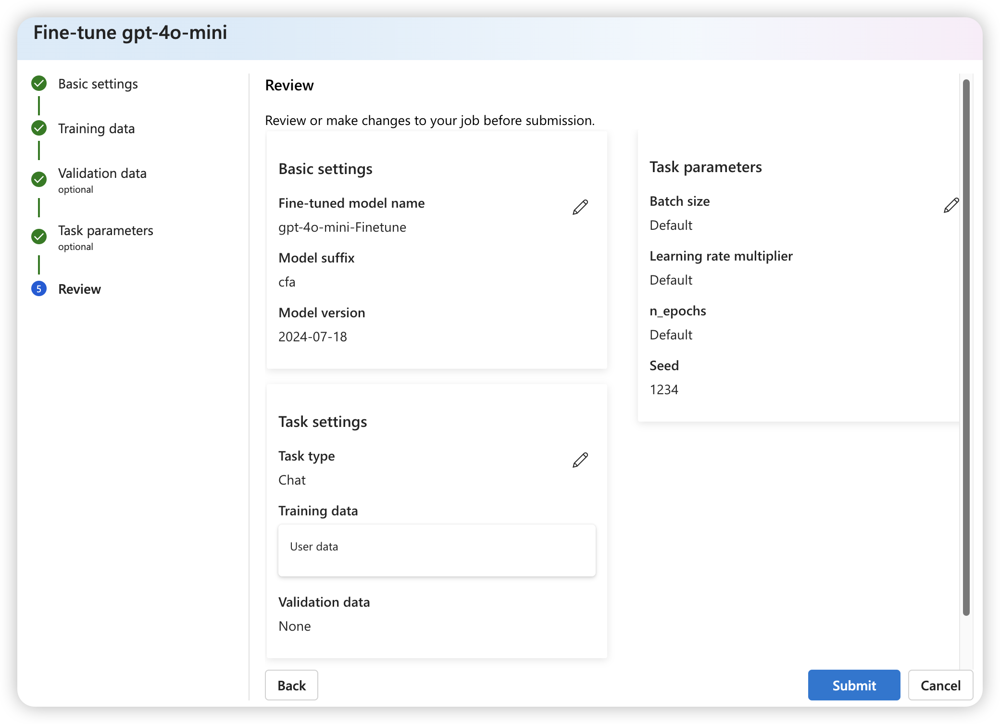 Fine-tune gpt-4o-mini
Basic settings
Training data
Validation data
optional
Task parameters
optional
5
Review
Review
Review or make changes to your job before submission.
Basic settings
Fine-tuned model name
gpt-4o-mini-Finetune
Model suffix
cfa
Model version
2024-07-18
Task settings
Task type
Chat
Training data
User data
Validation data
None
Task parameters
Batch size
Default
Learning rate multiplier
Default
n_epochs
Default
Seed
1234
Back
Submit
Cancel